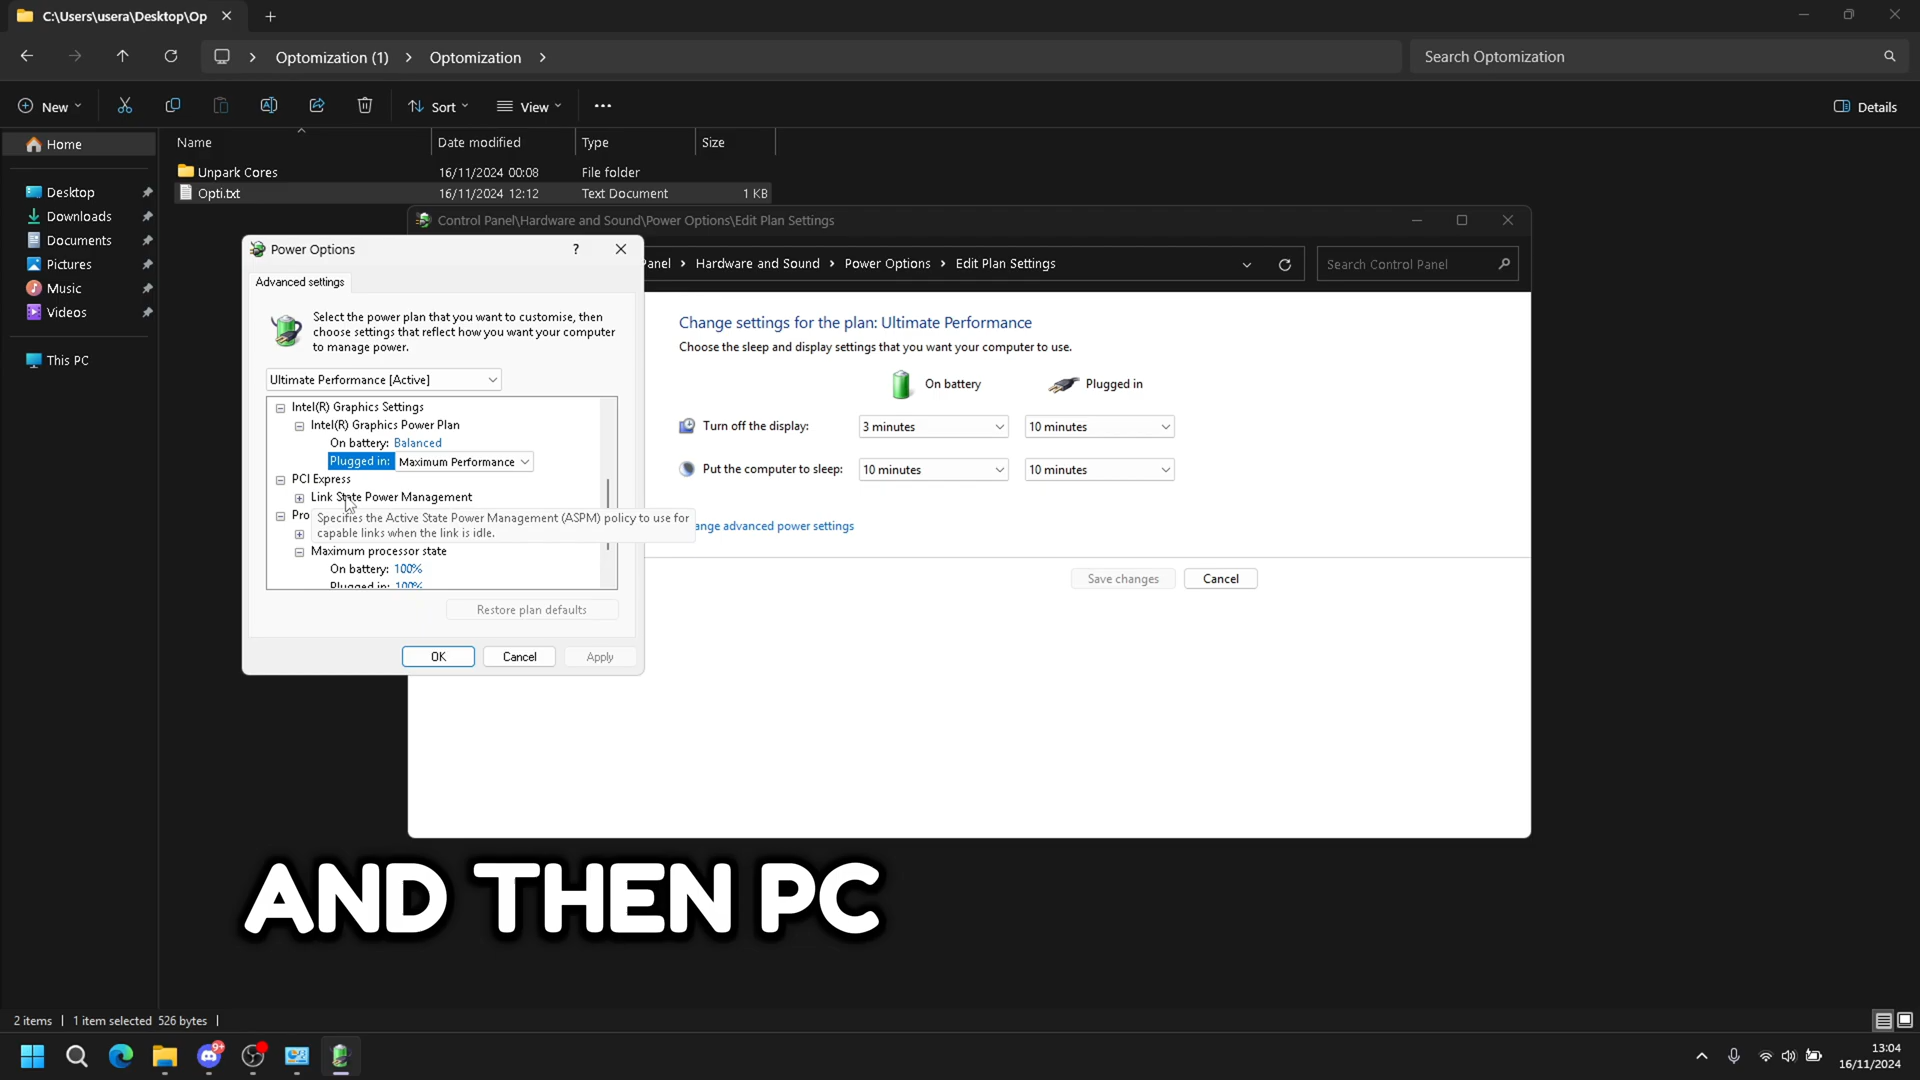 C:\Users\usera\Desktop\Op
Optomization (1)
Optomization
Search Optomization
New
Sort
View
Details
Home
Desktop
Downloads
Documents
Pictures
Music
Videos
This PC
Name
Date modified
Type
Size
Unpark Cores
16/11/2024 00:08
File folder
Opti.txt
16/11/2024 12:12
Text Document
1 KB
Control Panel\Hardware and Sound\Power Options\Edit Plan Settings
Panel
Hardware and Sound
Power Options
Edit Plan Settings
Search Control Panel
Change settings for the plan: Ultimate Performance
Choose the sleep and display settings that you want your computer to use.
On battery
Plugged in
Turn off the display:
3 minutes
10 minutes
Put the computer to sleep:
10 minutes
10 minutes
ange advanced power settings
Save changes
Cancel
Power Options
?
Advanced settings
Select the power plan that you want to customise, then
choose settings that reflect how you want your computer
to manage power.
Ultimate Performance [Active]
Intel(R) Graphics Settings
Intel(R) Graphics Power Plan
On battery: Balanced
Plugged in: Maximum Performance
PCI Express
Link State Power Management
Pro
Specifies the Active State Power Management (ASPM) policy to use for
capable links when the link is idle.
Maximum processor state
On battery: 100%
Plugged in: 100%
Restore plan defaults
OK
Cancel
Apply
AND THEN PC
2 items
1 item selected 526 bytes
9+
13:04
16/11/2024